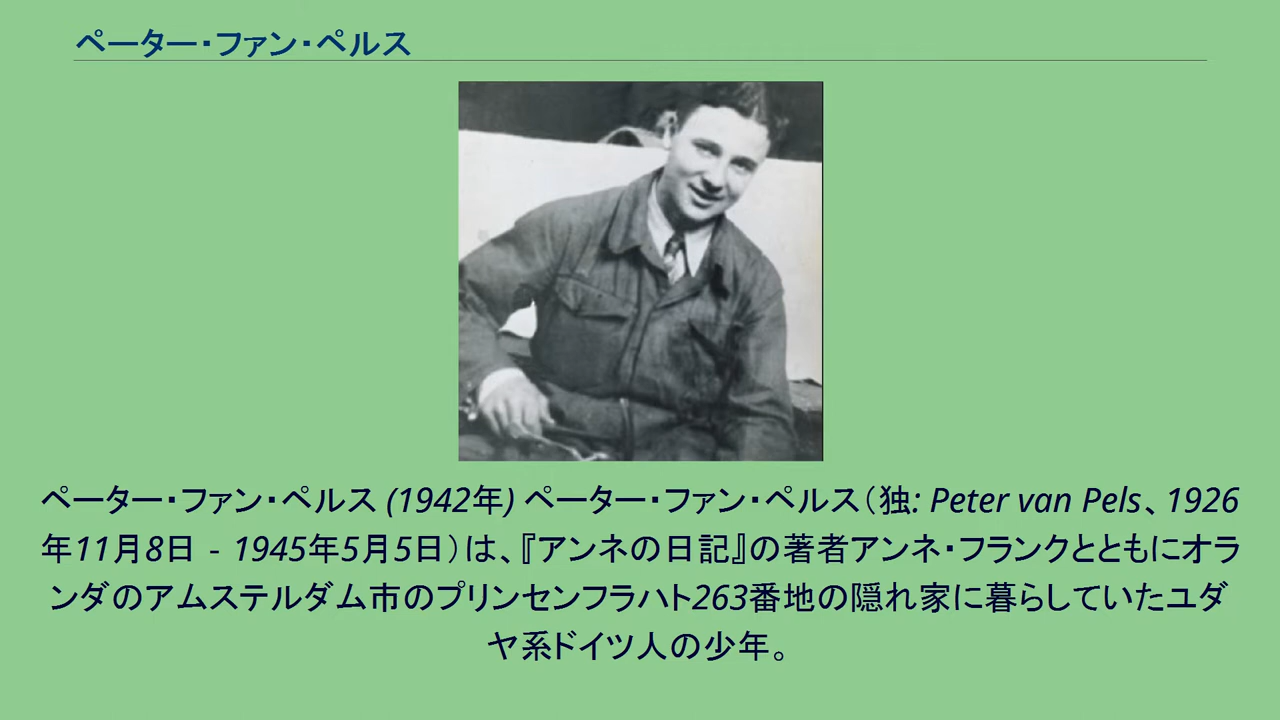 ペーター・ファン・ペルス
ペーター・ファン・ペルス (1942年) ペーター・ファン・ペルス（独: Peter van Pels、1926
年11月8日 - 1945年5月5日）は、『アンネの日記』の著者アンネ・フランクとともにオラ
ンダのアムステルダム市のプリンセンフラハト263番地の隠れ家に暮らしていたユダ
ヤ系ドイツ人の少年。